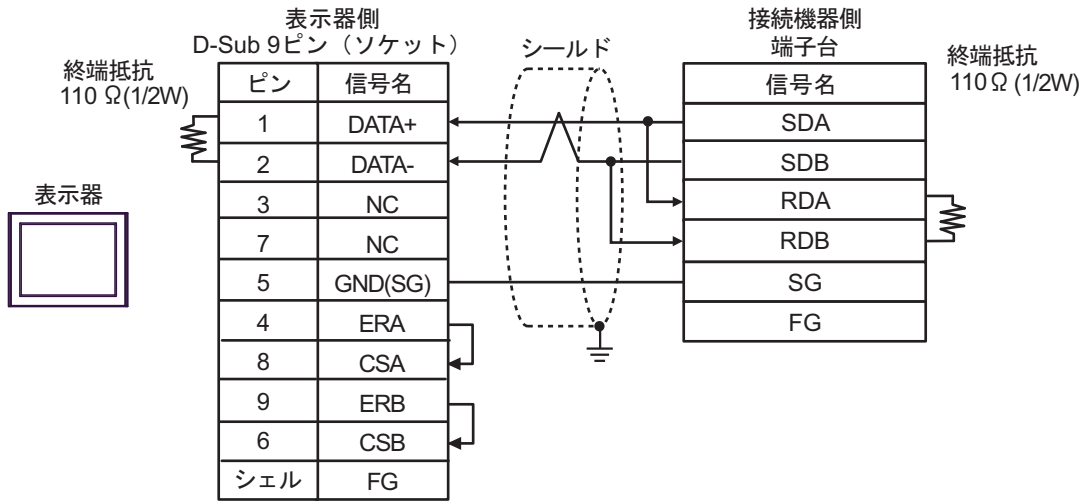 表示器側
D-Sub 9ピン（ソケット）
シールド
接続機器側
端子台
終端抵抗
110 Ω(1/2W)
終端抵抗
110 Ω (1/2W)
表示器
ピン 信号名
1 DATA+
2 DATA-
3 NC
7 NC
5 GND(SG)
4 ERA
8 CSA
9 ERB
6 CSB
シェル FG
信号名
SDA
SDB
RDA
RDB
SG
FG